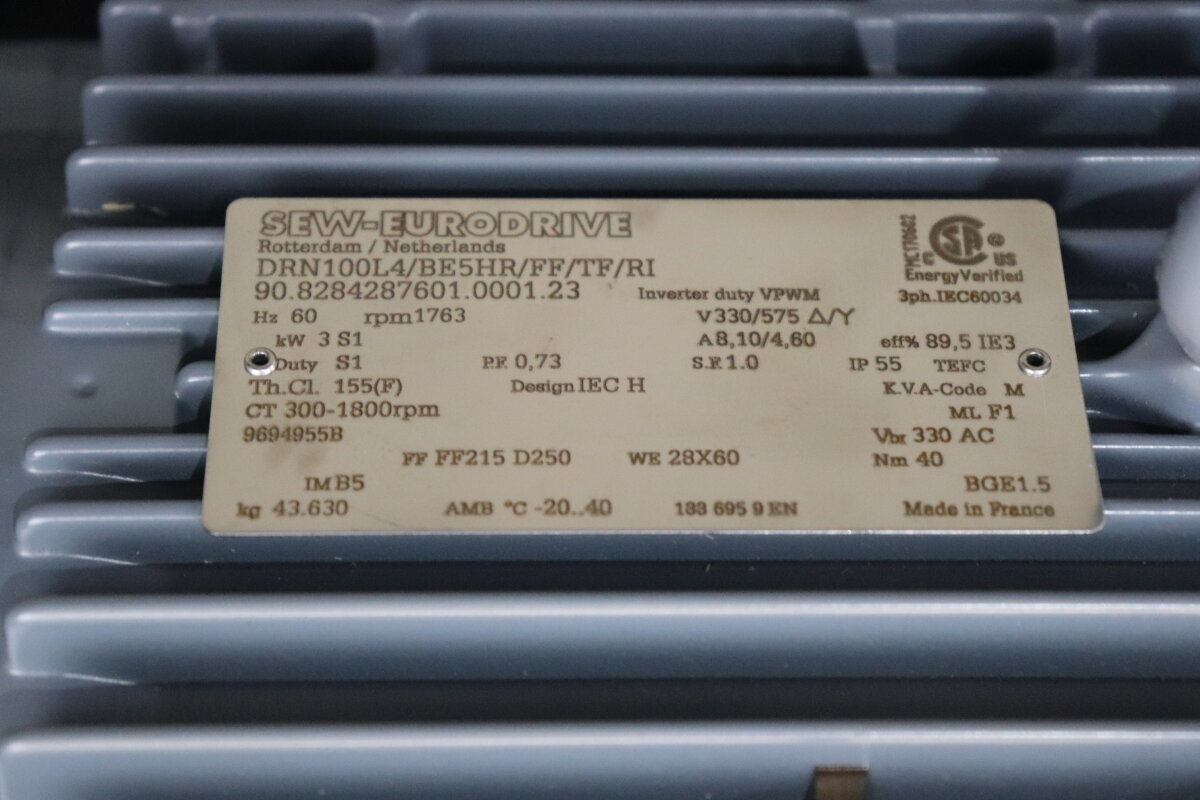 SEW-EURODRIVE
Rotterdam / Netherlands
DRN100L4/BE5HR/FF/TF/RI
90.8284287601.0001.23
Inverter duty VPWM
EMC170602
CSA
C US
Energy Verified
3ph.IEC60034
Hz 60 rpm1763 V330/575 Δ/Y
kW 3 S1 A8,10/4,60 eff% 89,5 IE3
Duty S1 P.F. 0,73 S.F.1.0 IP 55 TEFC
Th.Cl. 155(F) Design IEC H K.V.A-Code M
CT 300-1800rpm ML F1
9694955B Vbr 330 AC
FF FF215 D250 WE 28X60 Nm 40
IM B5 BGE1.5
kg 43.630 AMB °C -20..40 188 695 9 EN Made in France